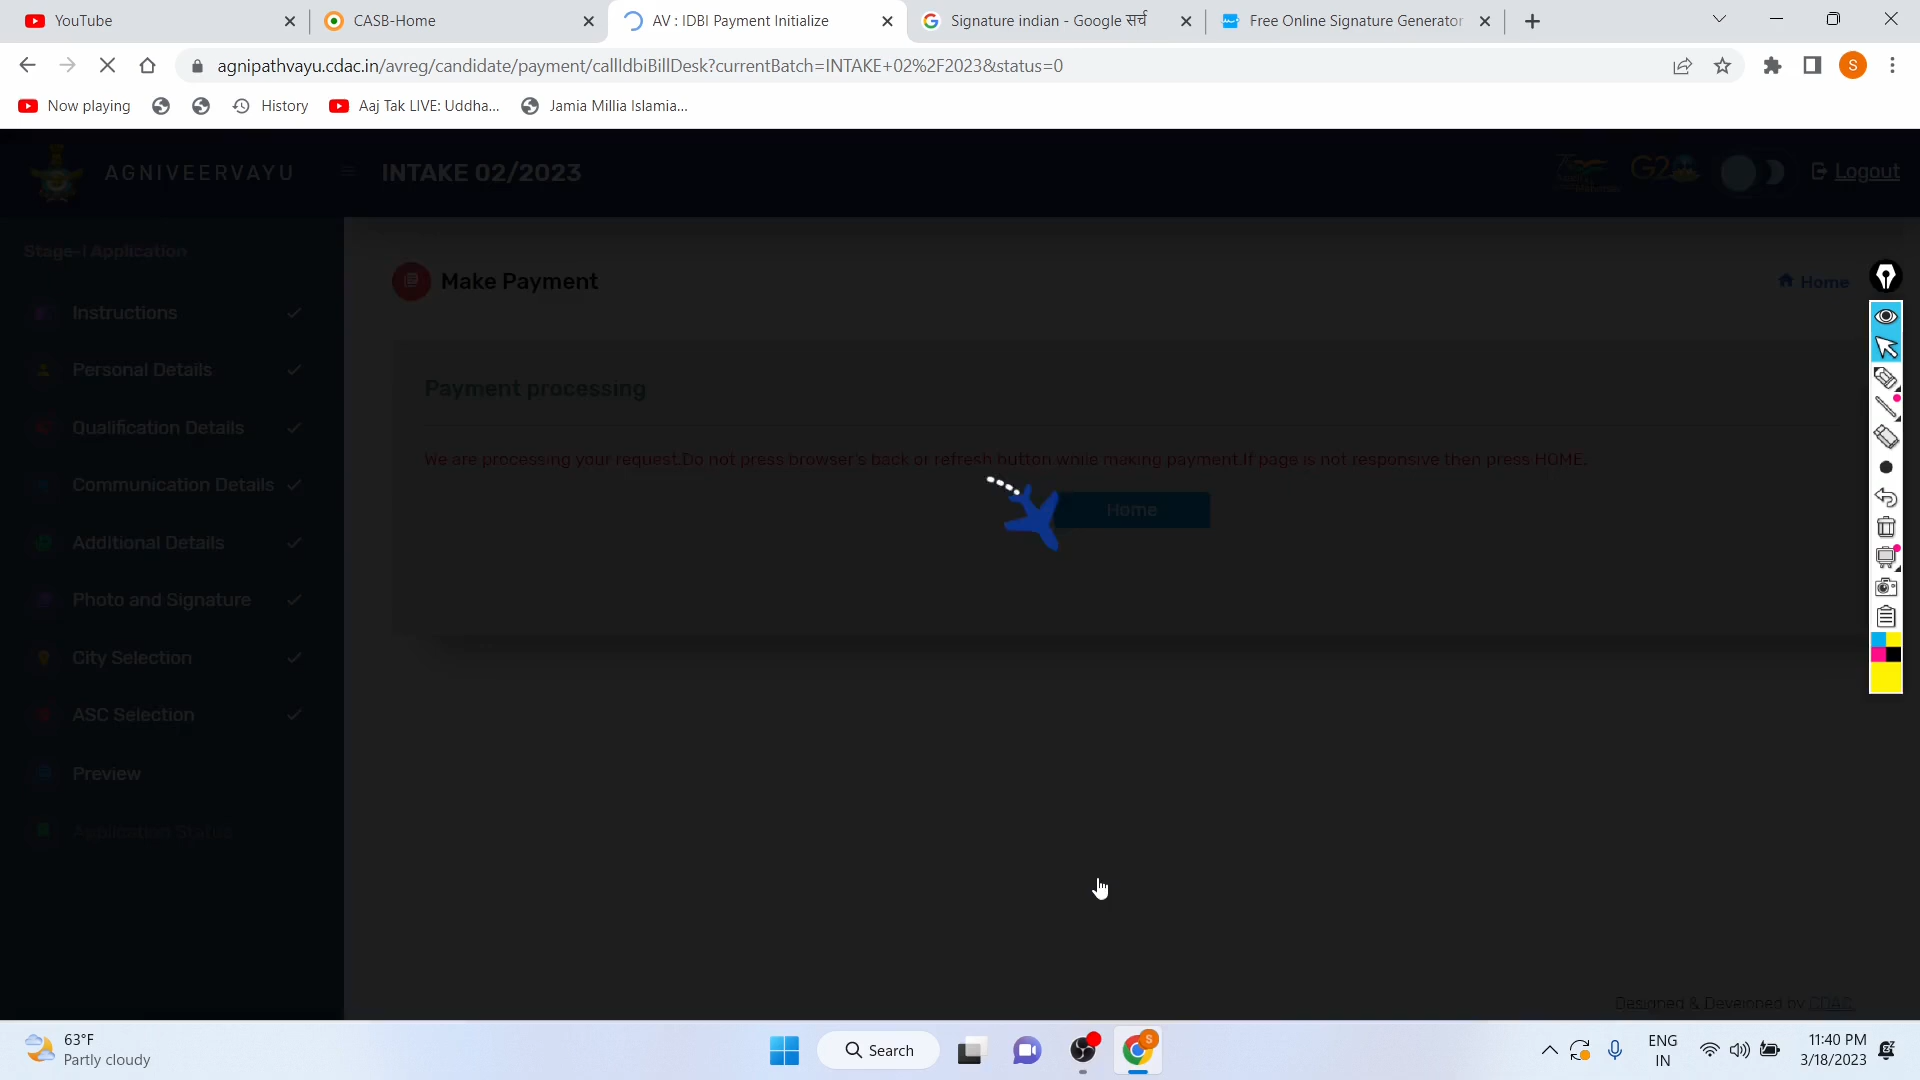 YouTube
CASB-Home
AV : IDBI Payment Initialize
Signature indian - Google सर्च
Free Online Signature Generator
agnipathvayu.cdac.in/avreg/candidate/payment/callIdbiBillDesk?currentBatch=INTAKE+02%2F2023&status=0
S
Now playing
History
Aaj Tak LIVE: Uddha...
Jamia Millia Islamia...
AGNIVEERVAYU
INTAKE 02/2023
G20
Logout
Stage-I Application
Make Payment
Home
Instructions
Personal Details
Payment processing
Qualification Details
We are processing your request.Do not press browser's back or refresh button while making payment.If page is not responsive then press HOME.
Communication Details
Home
Additional Details
Photo and Signature
City Selection
ASC Selection
Preview
Application Status
Designed & Developed by CDAC
63°F
Partly cloudy
Search
S
ENG
IN
11:40 PM
3/18/2023